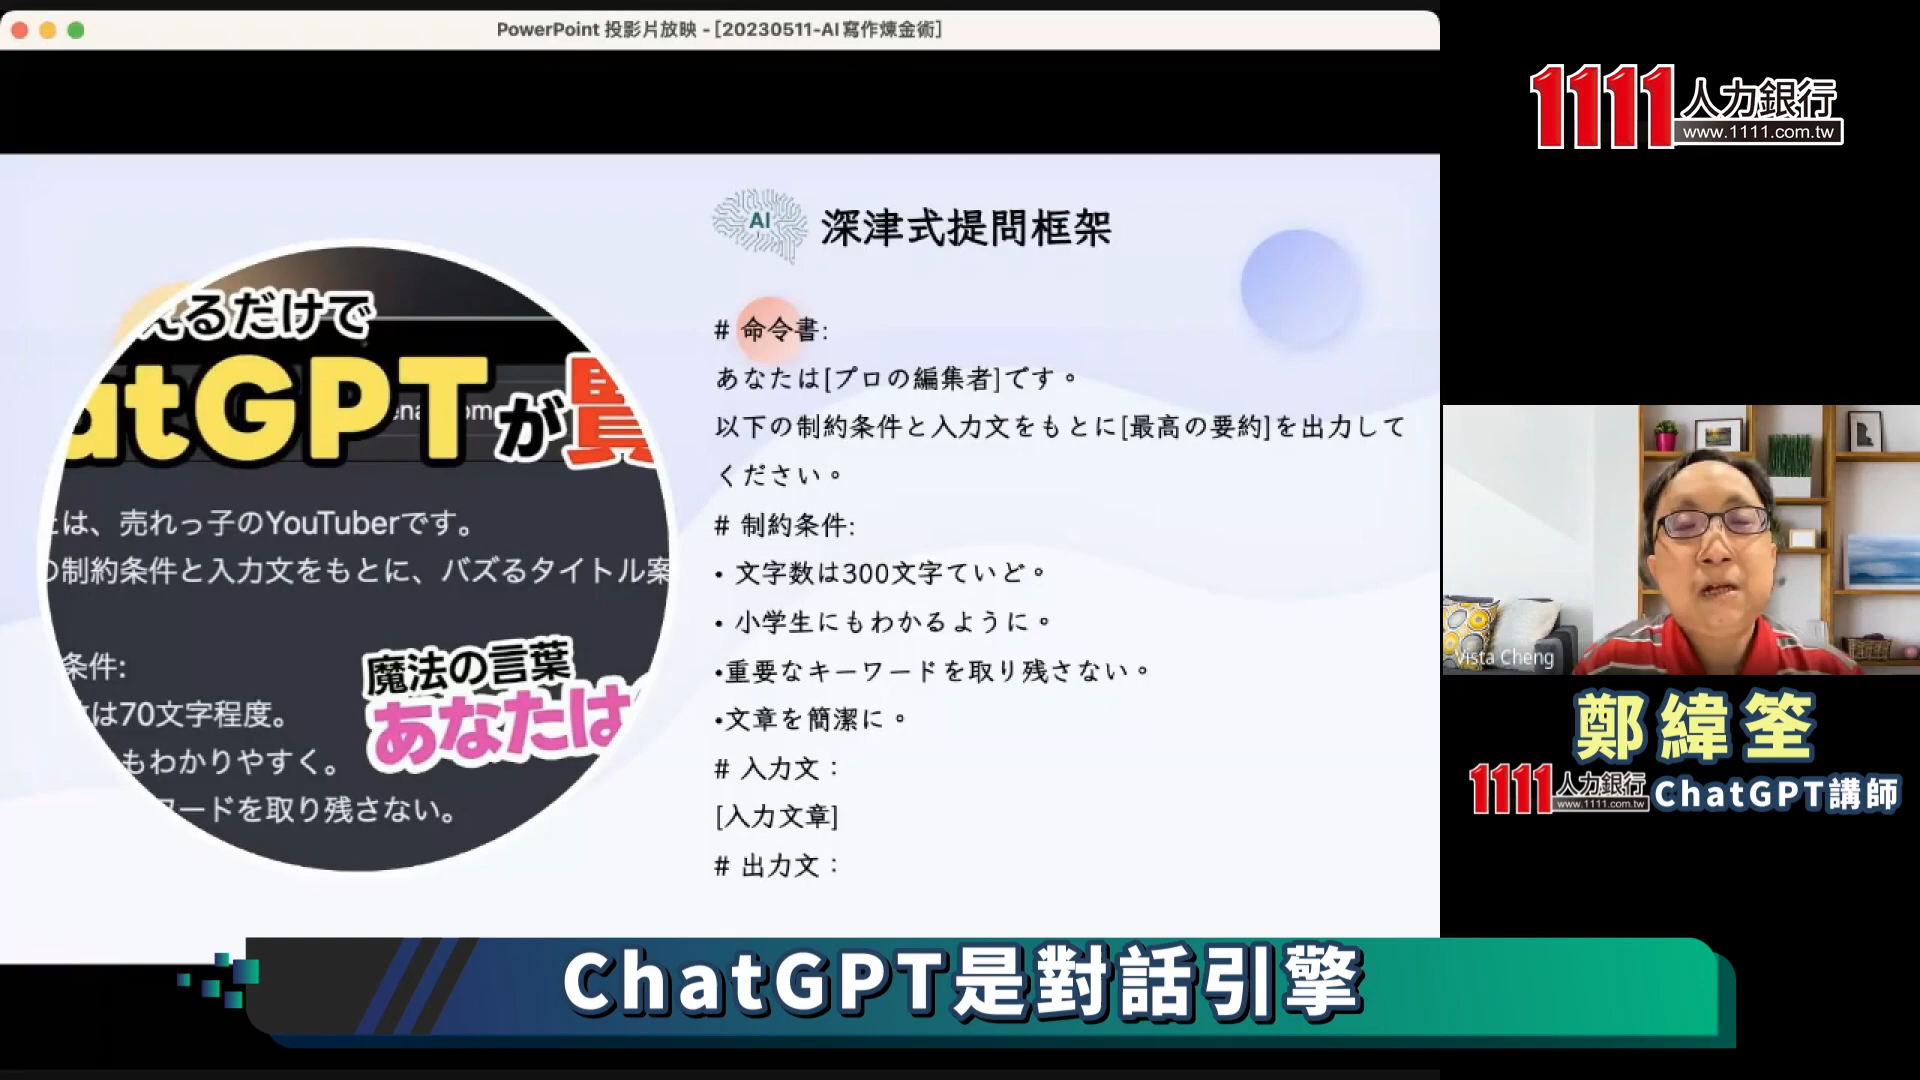 PowerPoint 投影片放映 - [20230511-AI寫作煉金術]
AI
深津式提問框架
# 命令書:
あなたは[プロの編集者]です。
以下の制約条件と入力文をもとに[最高の要約]を出力して
ください。
# 制約条件:
• 文字数は300文字ていど。
• 小学生にもわかるように。
•重要なキーワードを取り残さない。
•文章を簡潔に。
# 入力文：
[入力文章]
# 出力文：
えるだけで
atGPTが
は、売れっ子のYouTuberです。
の制約条件と入力文をもとに、バズるタイトル案
条件:
は70文字程度。
もわかりやすく。
ワードを取り残さない。
魔法の言葉
あなたは
1111人力銀行
www.1111.com.tw
Vista Cheng
鄭緯筌
1111人力銀行 ChatGPT講師
www.1111.com.tw
ChatGPT是對話引擎